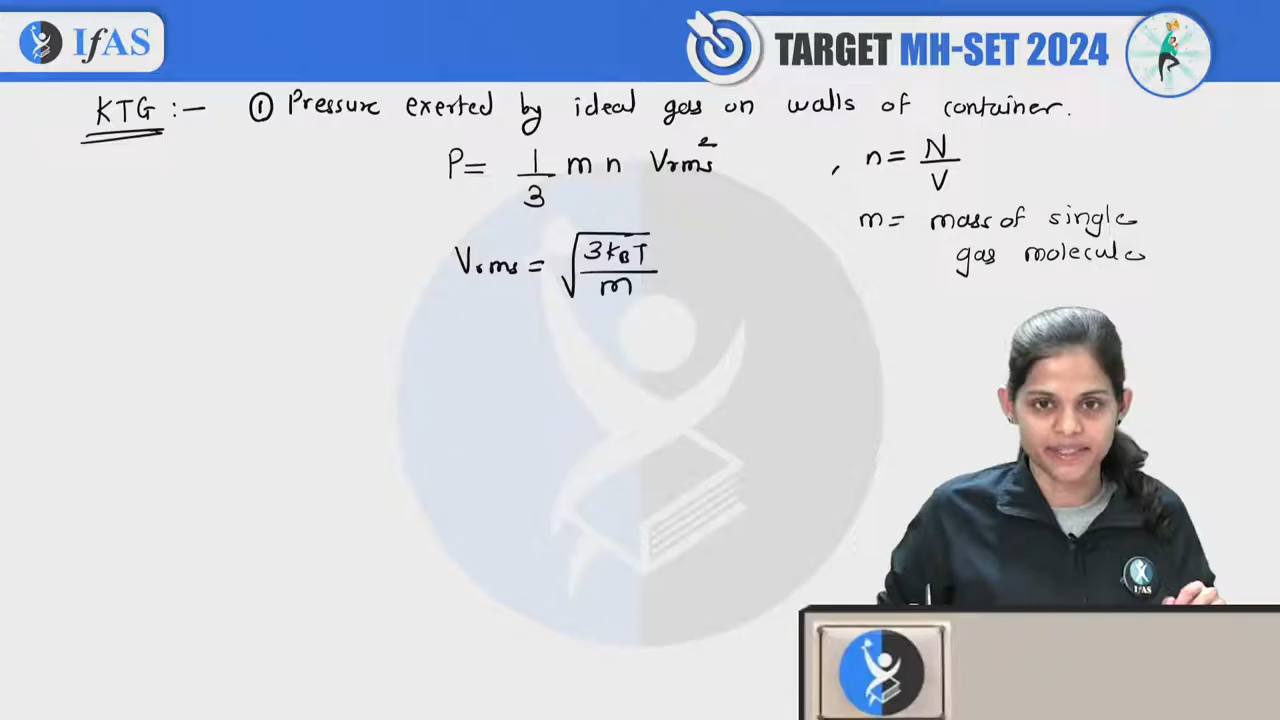 IfAS
TARGET MH-SET 2024
KTG :- ① Pressure exerted by ideal gas on walls of container.
P = 1/3 m n Vrms² , n = N/V
m = mass of single
gas molecule
Vrms = √(3kBT/m)
IfAS